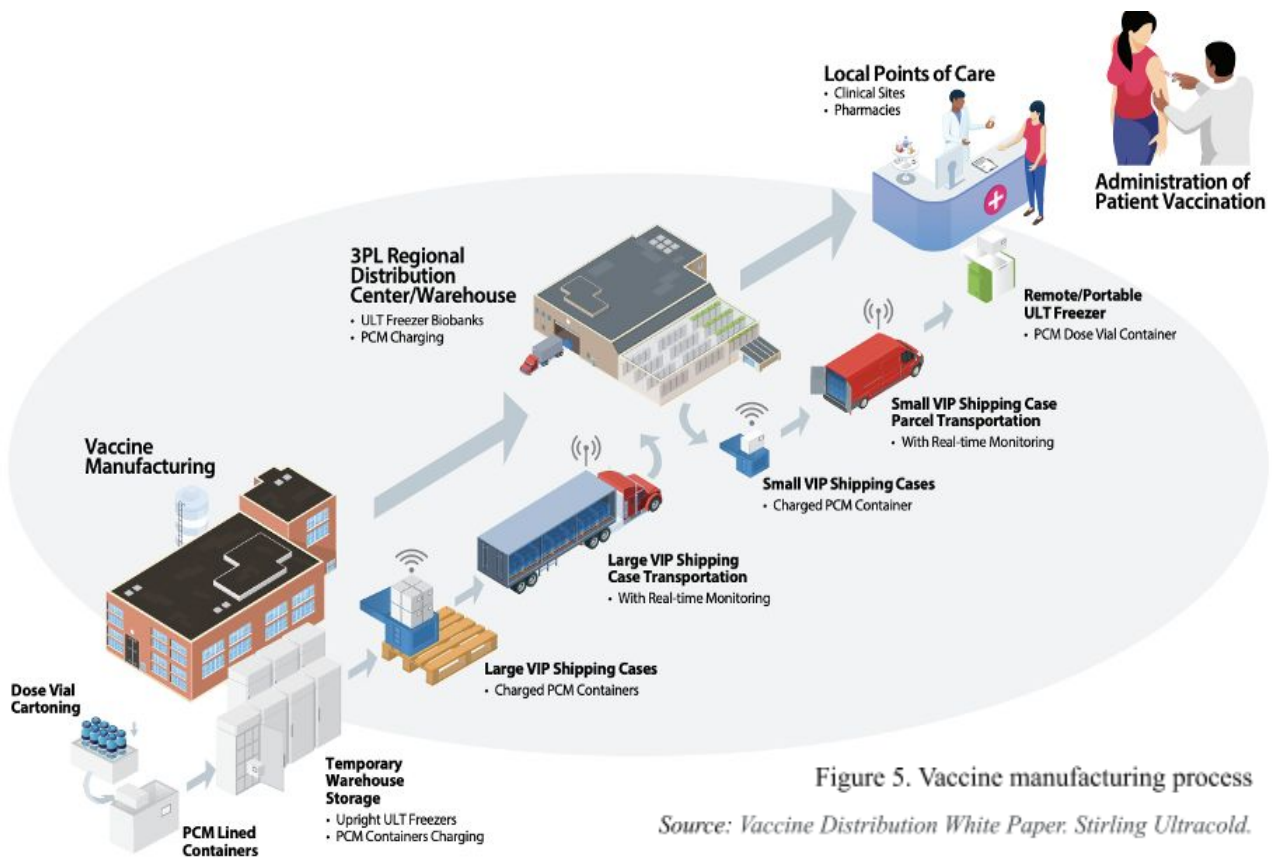 Local Points of Care
• Clinical Sites
• Pharmacies
Administration of
Patient Vaccination
3PL Regional
Distribution
Center/Warehouse
• ULT Freezer Biobanks
• PCM Charging
Remote/Portable
ULT Freezer
• PCM Dose Vial Container
Small VIP Shipping Case
Parcel Transportation
• With Real-time Monitoring
Vaccine
Manufacturing
Small VIP Shipping Cases
• Charged PCM Container
Large VIP Shipping
Case Transportation
• With Real-time Monitoring
Large VIP Shipping Cases
• Charged PCM Containers
Dose Vial
Cartoning
Temporary
Warehouse
Storage
• Upright ULT Freezers
• PCM Containers Charging
PCM Lined
Containers
Figure 5. Vaccine manufacturing process
Source: Vaccine Distribution White Paper. Stirling Ultracold.